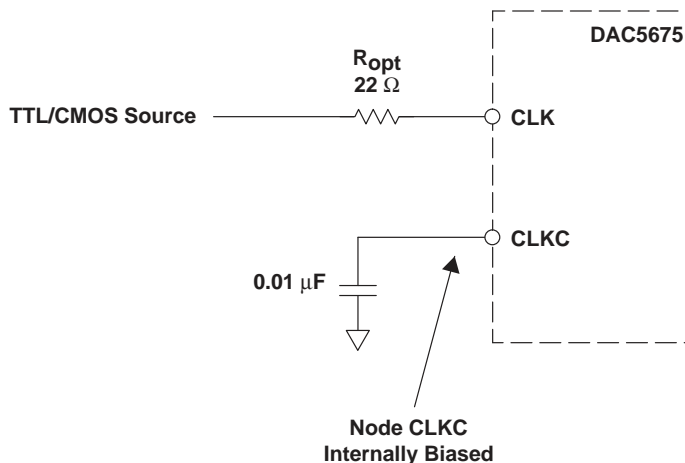 DAC5675
Ropt
22 Ω
TTL/CMOS Source
CLK
CLKC
0.01 μF
Node CLKC
Internally Biased